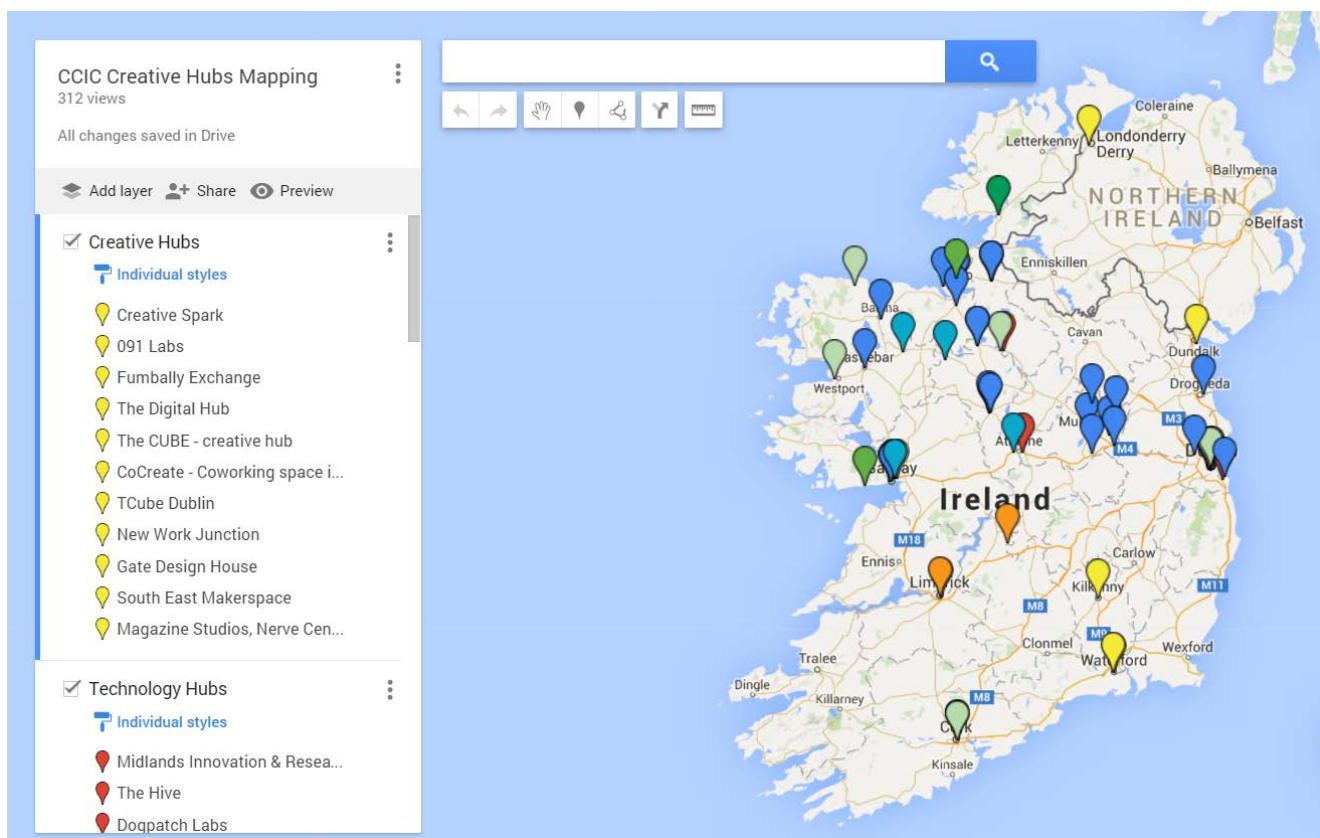 CCIC Creative Hubs Mapping
312 views
All changes saved in Drive
Add layer Share Preview
Creative Hubs
Individual styles
Creative Spark
091 Labs
Fumbally Exchange
The Digital Hub
The CUBE - creative hub
CoCreate - Coworking space i...
TCube Dublin
New Work Junction
Gate Design House
South East Makerspace
Magazine Studios, Nerve Cen...
Technology Hubs
Individual styles
Midlands Innovation & Resea...
The Hive
Dogpatch Labs
Coleraine
Letterkenny
Londonderry
Derry
Ballymena
NORTHERN
IRELAND
Belfast
Enniskillen
Cavan
Dundalk
Westport
M3
M4
Ireland
M18
Ennis
Carlow
M11
M8
Clonmel
M9
Wexford
Tralee
Dingle
Killarney
M8
Kinsale